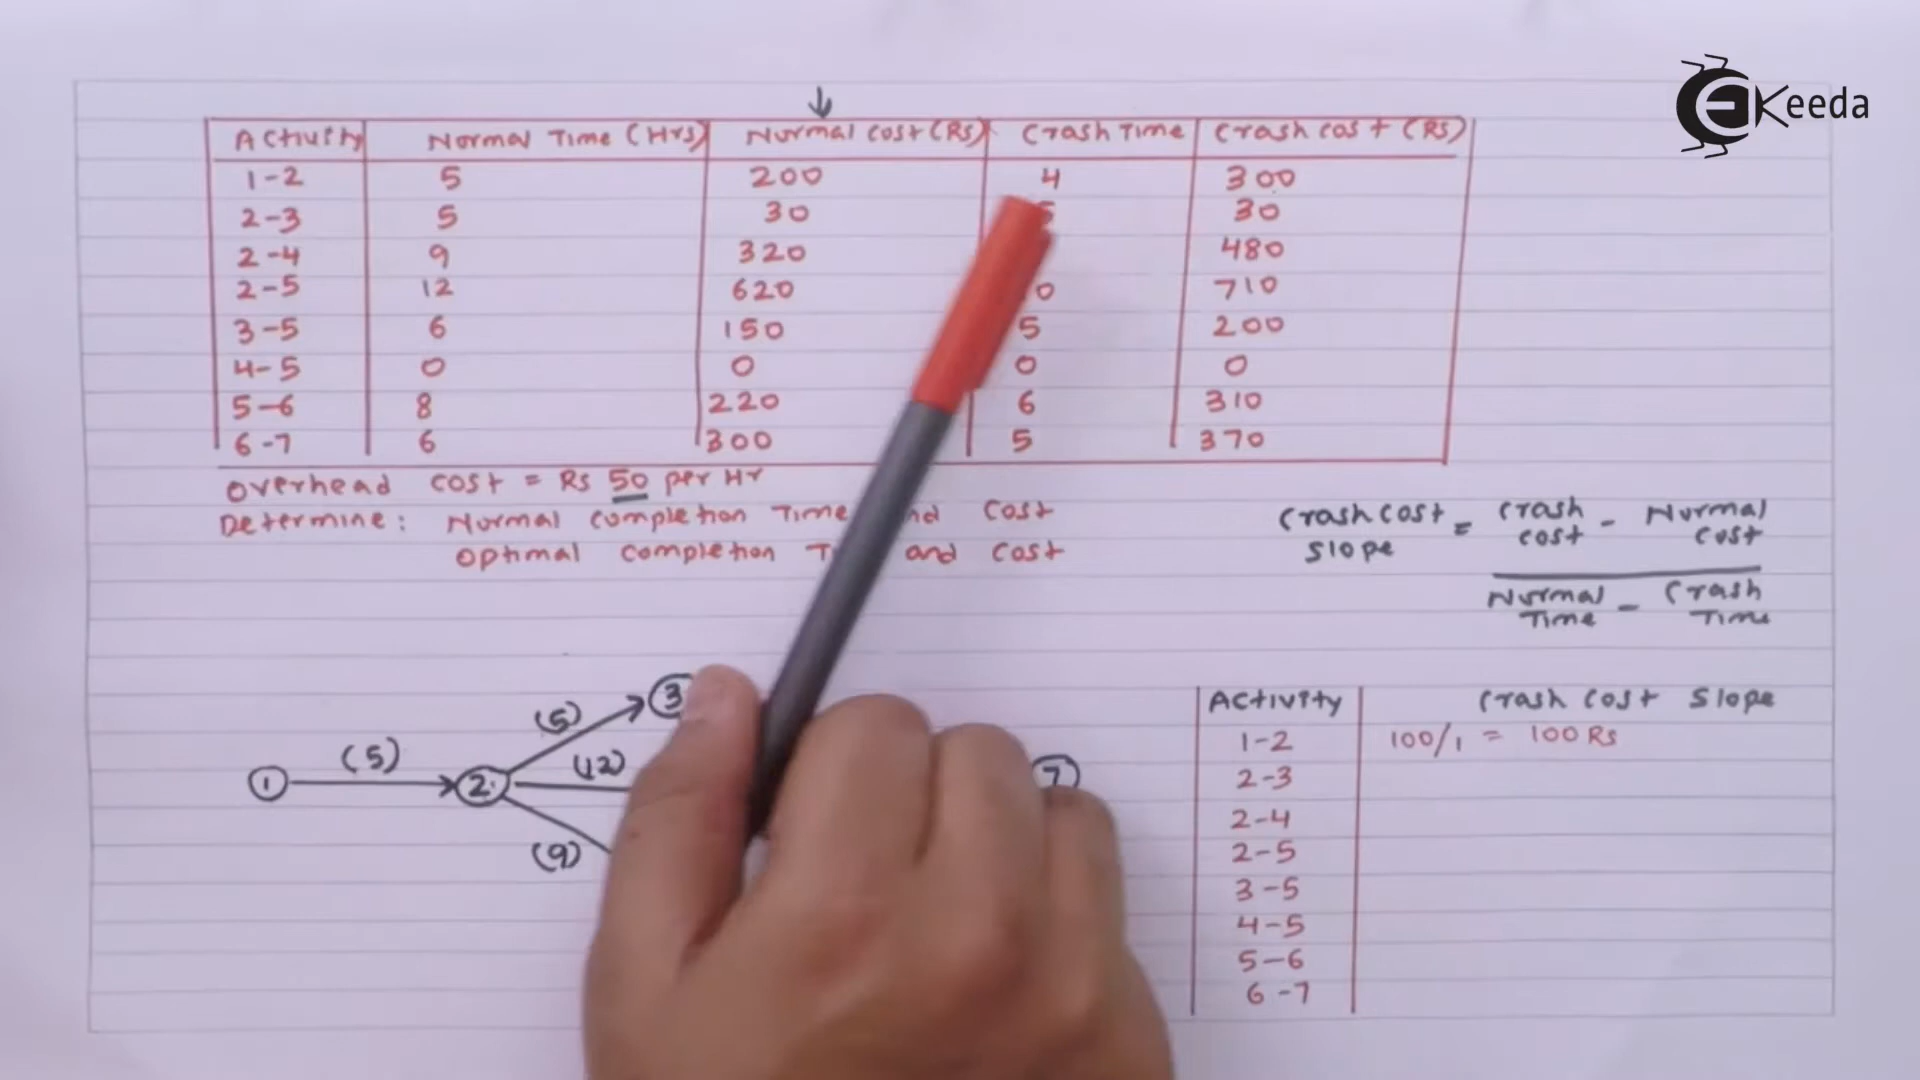 Keeda
Activity Normal Time (Hrs) Normal cost (Rs) Crash Time Crash cost (Rs)
1-2 5 200 4 300
2-3 5 30 5 30
2-4 9 320 480
2-5 12 620 0 710
3-5 6 150 5 200
4-5 0 0 0 0
5-6 8 220 6 310
6-7 6 300 5 370
Overhead cost = Rs 50 per Hr
Determine: Normal completion Time nd cost
optimal completion T and cost
Crash cost slope = Crash cost - Normal cost
Normal Time - Crash Time
1 (5) 2 (5) 3 (12) (9) 7
Activity Crash cost slope
1-2 100/1 = 100 Rs
2-3
2-4
2-5
3-5
4-5
5-6
6-7